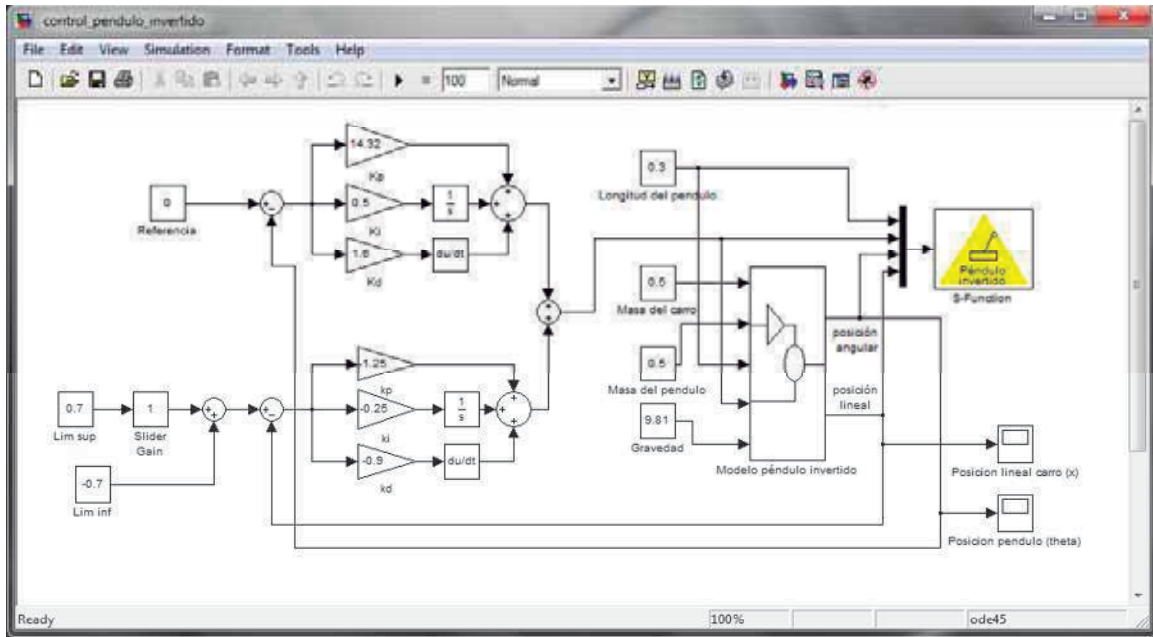 control_pendulo_invertido
File Edit View Simulation Format Tools Help
100 Normal
14.32
Kp
0
Referencia
0.5
Ki
1
s
1.6
Kd
du/dt
0.3
Longitud del pendulo
0.5
Masa del carro
0.5
Masa del pendulo
9.81
Gravedad
Modelo péndulo invertido
posición
angular
posición
lineal
Péndulo
invertido
S-Function
0.7
Lim sup
1
Slider
Gain
-0.7
Lim inf
-1.25
kp
-0.25
ki
1
s
-0.9
kd
du/dt
Posicion lineal carro (x)
Posicion pendulo (theta)
Ready
100%
ode45